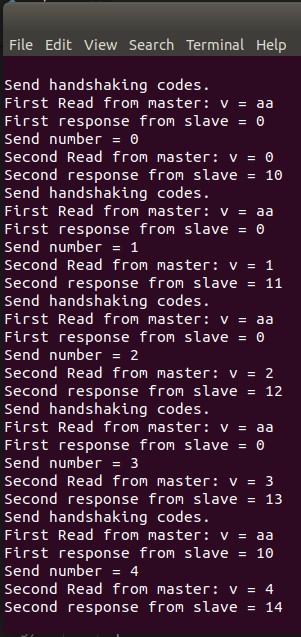 File Edit View Search Terminal Help
Send handshaking codes.
First Read from master: v = aa
First response from slave = 0
Send number = 0
Second Read from master: v = 0
Second response from slave = 10
Send handshaking codes.
First Read from master: v = aa
First response from slave = 0
Send number = 1
Second Read from master: v = 1
Second response from slave = 11
Send handshaking codes.
First Read from master: v = aa
First response from slave = 0
Send number = 2
Second Read from master: v = 2
Second response from slave = 12
Send handshaking codes.
First Read from master: v = aa
First response from slave = 0
Send number = 3
Second Read from master: v = 3
Second response from slave = 13
Send handshaking codes.
First Read from master: v = aa
First response from slave = 10
Send number = 4
Second Read from master: v = 4
Second response from slave = 14